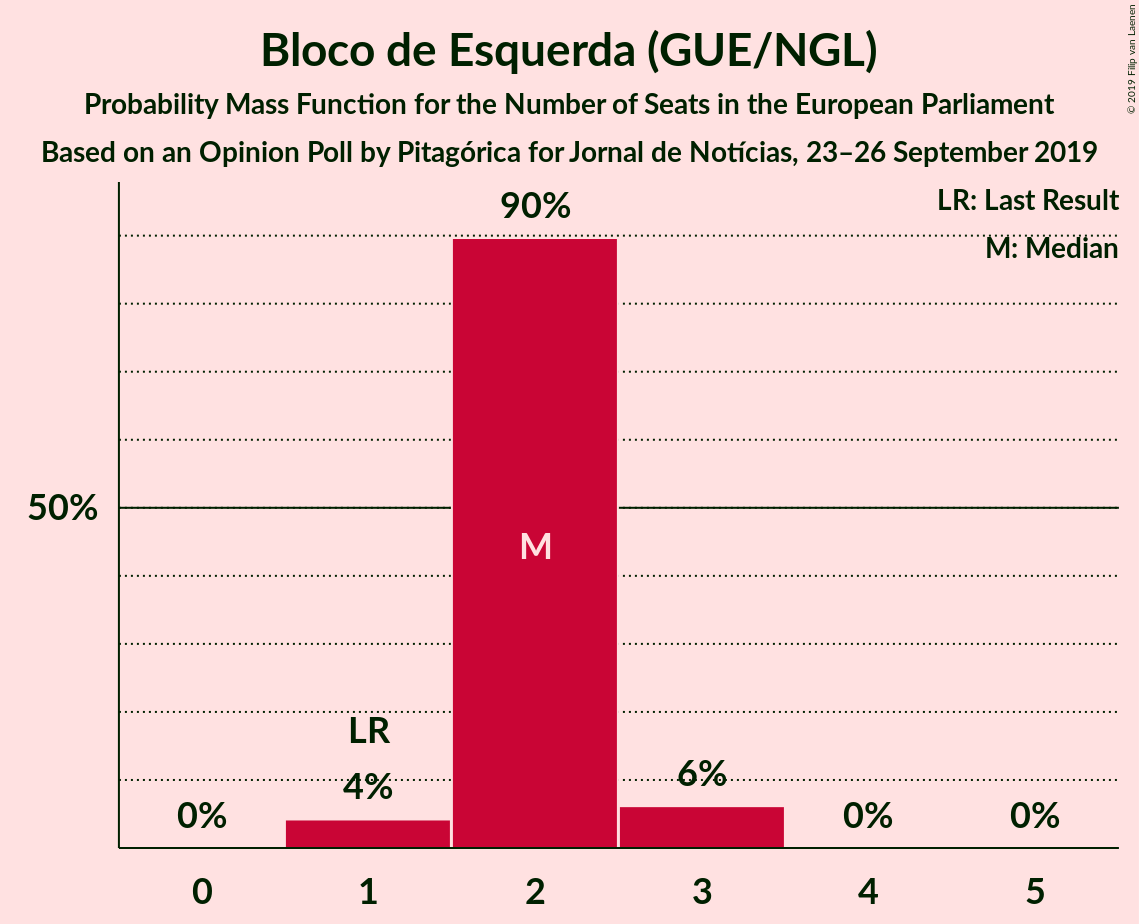 Bloco de Esquerda (GUE/NGL)
Probability Mass Function for the Number of Seats in the European Parliament
Based on an Opinion Poll by Pitagórica for Jornal de Notícias, 23–26 September 2019
© 2019 Filip van Laenen
LR: Last Result
M: Median
90%
50%
M
LR
4%
6%
0%
0%
0%
0 1 2 3 4 5